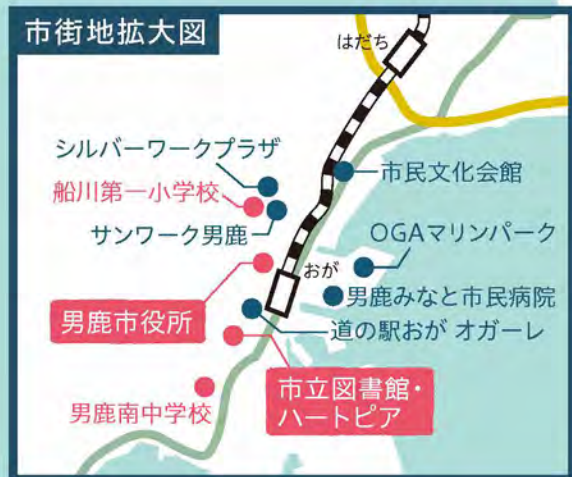 市街地拡大図
はだち
シルバーワークプラザ
船川第一小学校
サンワーク男鹿
市民文化会館
OGAマリンパーク
おが
男鹿みなと市民病院
男鹿市役所
道の駅おが オガーレ
市立図書館・
ハートピア
男鹿南中学校